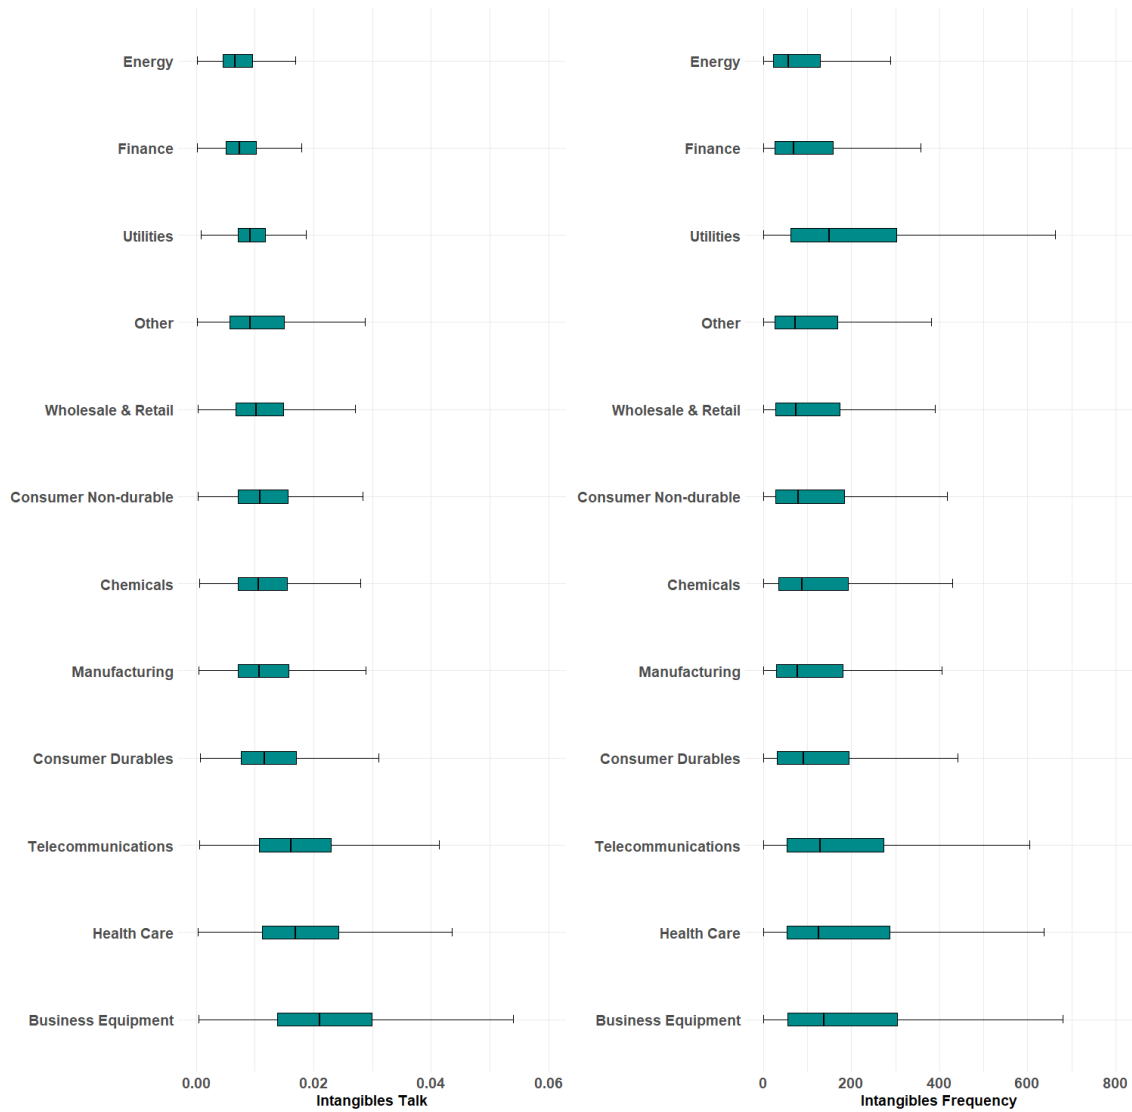 Energy
Finance
Utilities
Other
Wholesale & Retail
Consumer Non-durable
Chemicals
Manufacturing
Consumer Durables
Telecommunications
Health Care
Business Equipment
0.00 0.02 0.04 0.06
Intangibles Talk
Energy
Finance
Utilities
Other
Wholesale & Retail
Consumer Non-durable
Chemicals
Manufacturing
Consumer Durables
Telecommunications
Health Care
Business Equipment
0 200 400 600 800
Intangibles Frequency